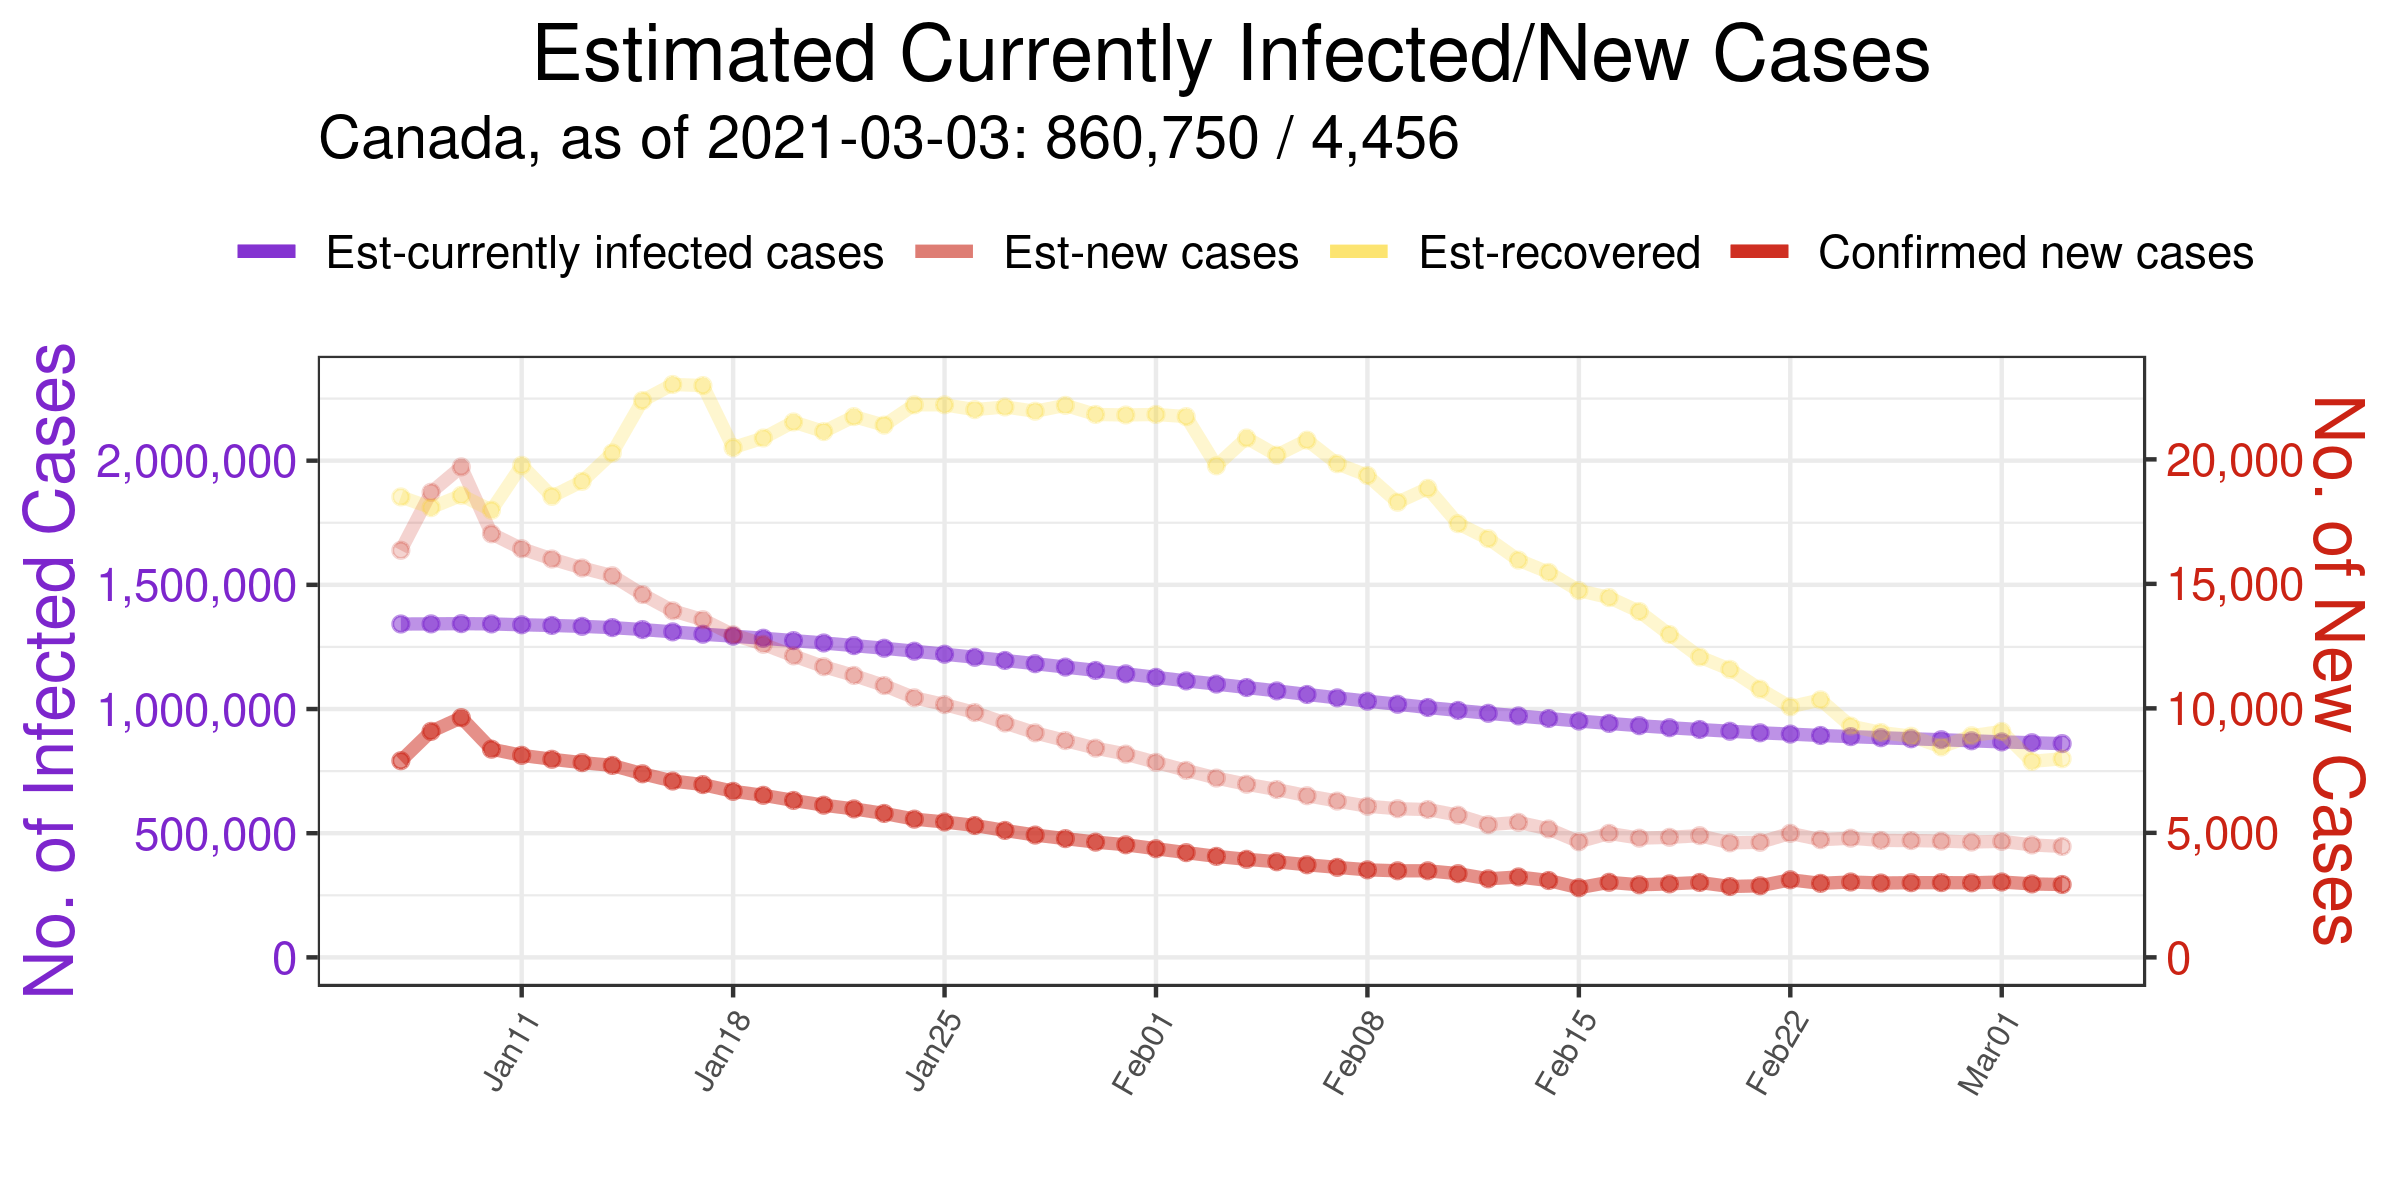 Estimated Currently Infected/New Cases
Canada, as of 2021-03-03: 860,750 / 4,456
Est-currently infected cases Est-new cases Est-recovered Confirmed new cases
No. of Infected Cases
2,000,000
1,500,000
1,000,000
500,000
0
20,000
15,000
10,000
5,000
0
No. of New Cases
Jan11 Jan18 Jan25 Feb01 Feb08 Feb15 Feb22 Mar01